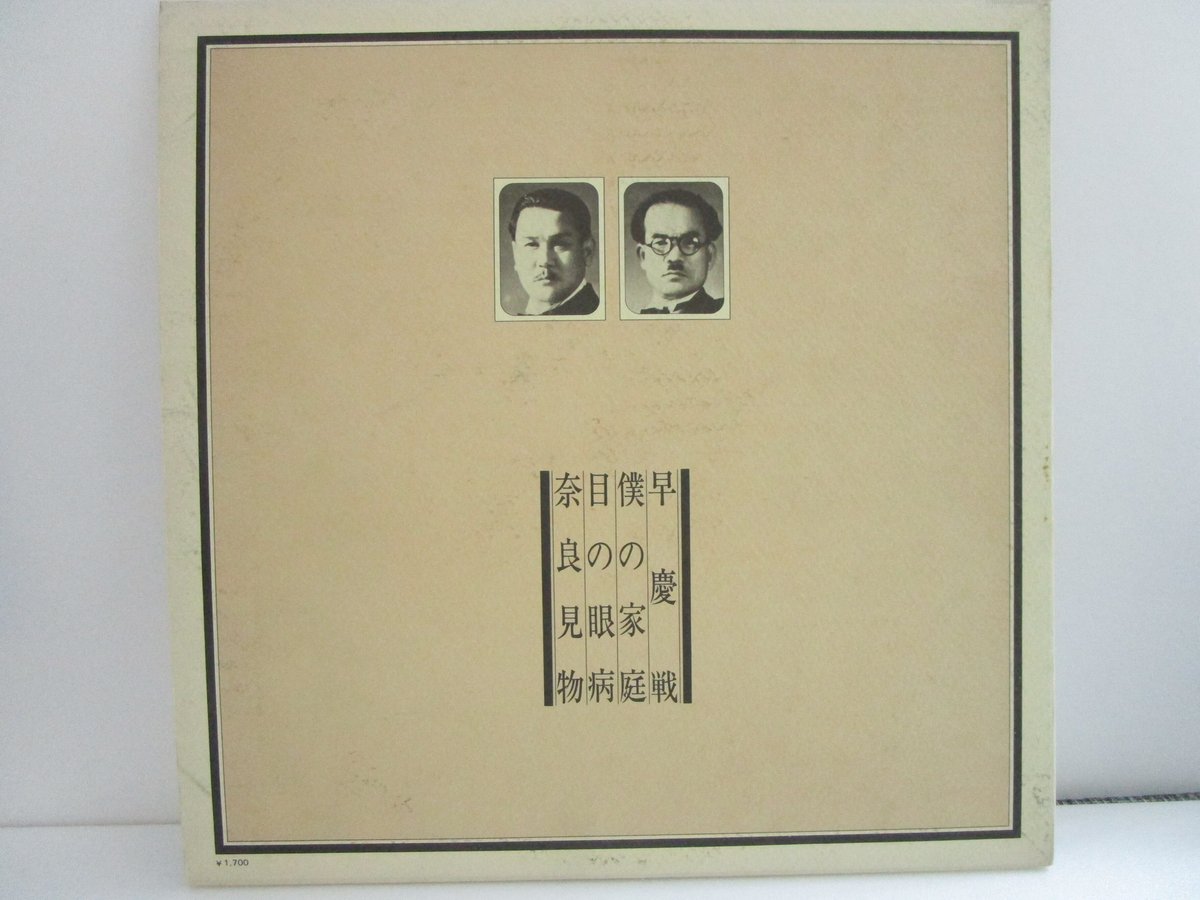 早慶戦
僕の家庭
目の眼病
奈良見物
¥1,700